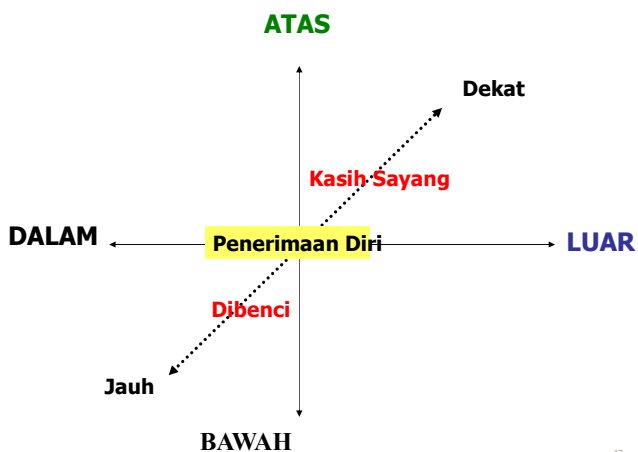 ATAS
Dekat
Kasih Sayang
DALAM
Penerimaan Diri
LUAR
Dibenci
Jauh
BAWAH